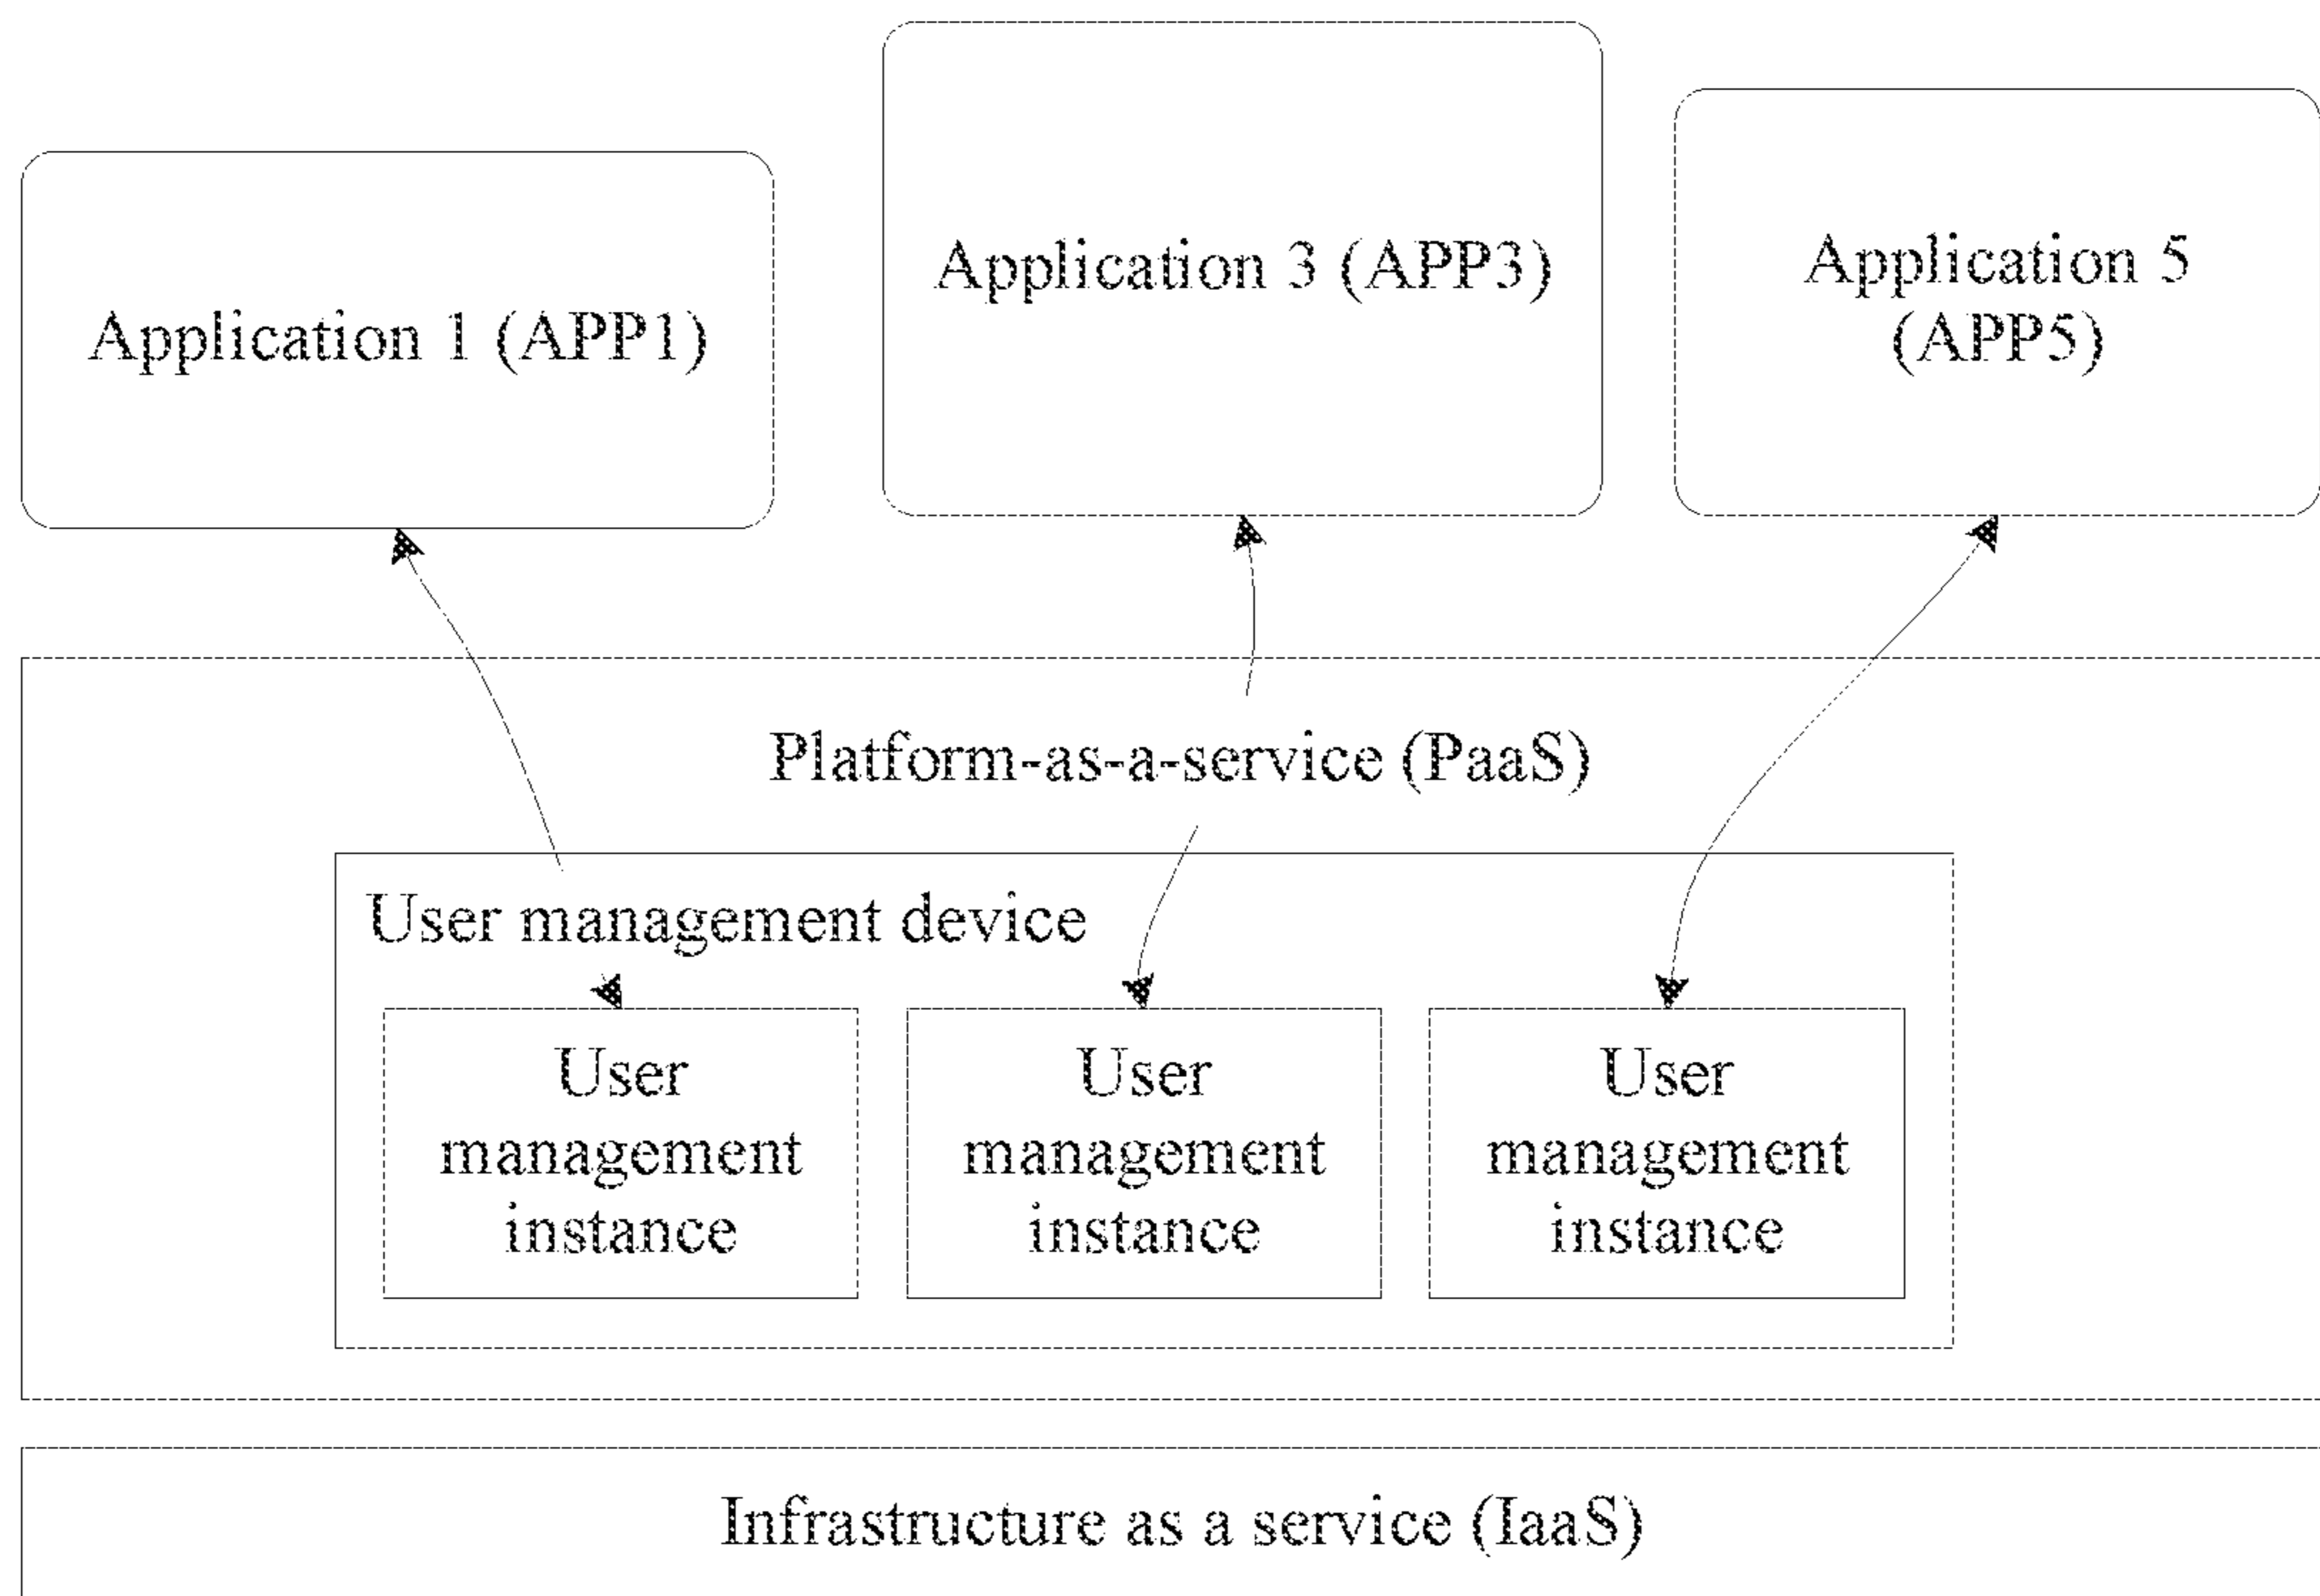 Application 1 (APP1)
Application 3 (APP3)
Application 5
(APP5)
Platform-as-a-service (PaaS)
User management device
User
management
instance
User
management
instance
User
management
instance
Infrastructure as a service (IaaS)